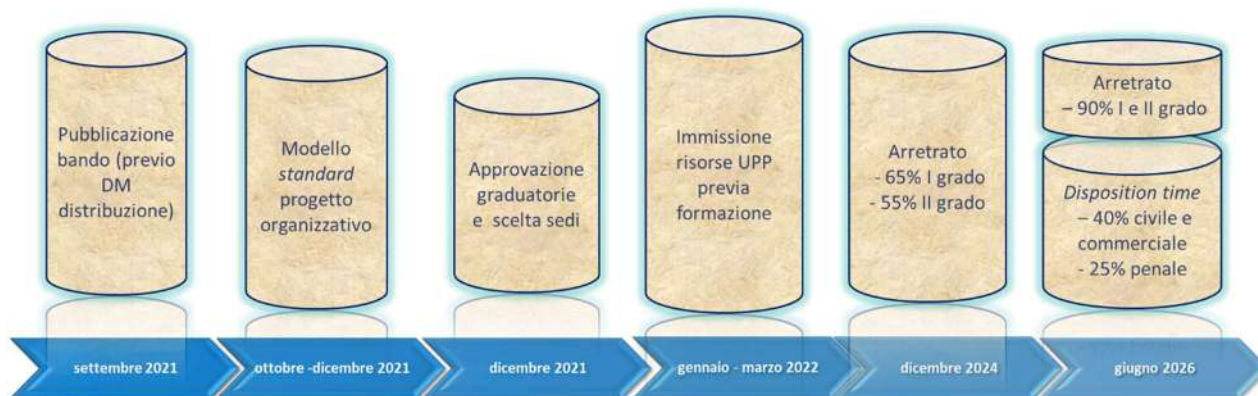 Pubblicazione
bando (previo
DM
distribuzione)
Modello
standard
progetto
organizzativo
Approvazione
graduatorie
e scelta sedi
Immissione
risorse UPP
previa
formazione
Arretrato
- 65% I grado
- 55% II grado
Arretrato
– 90% I e II grado
Disposition time
– 40% civile e
commerciale
- 25% penale
settembre 2021
ottobre -dicembre 2021
dicembre 2021
gennaio - marzo 2022
dicembre 2024
giugno 2026